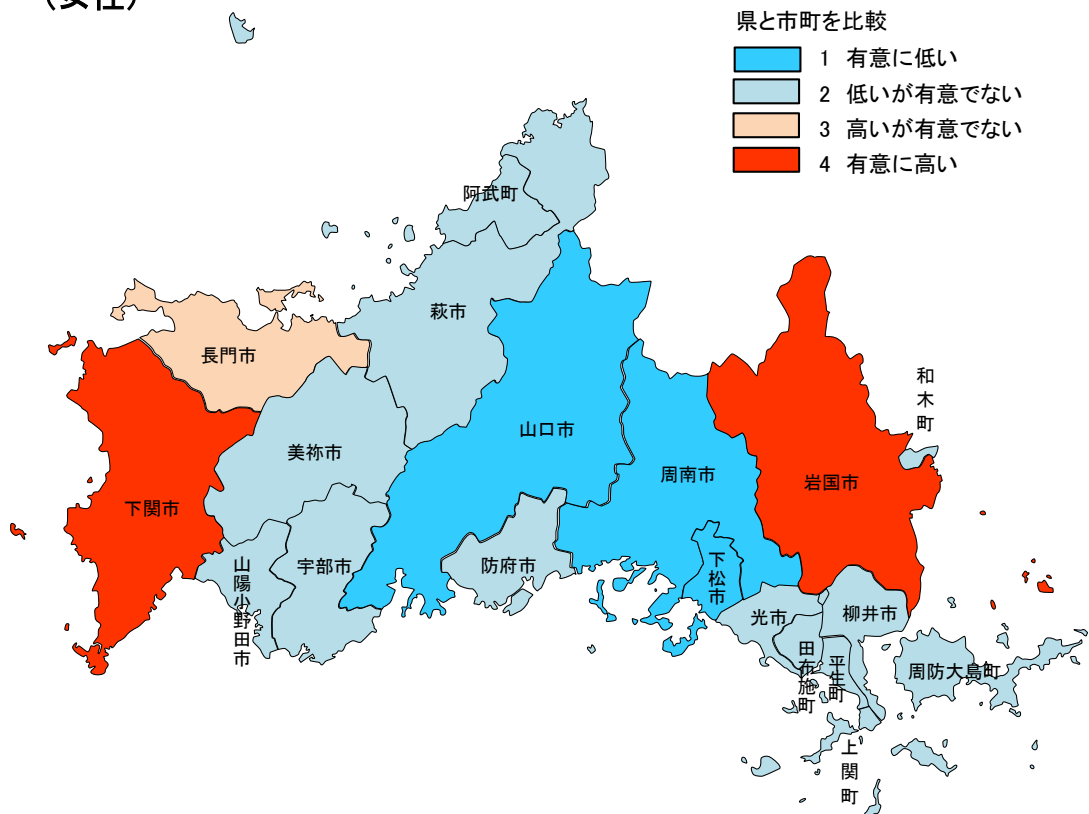 （女性）
県と市町を比較
1 有意に低い
2 低いが有意でない
3 高いが有意でない
4 有意に高い
阿武町
萩市
長門市
和木町
山口市
美祢市
周南市
岩国市
下関市
山陽小野田市
宇部市
防府市
下松市
光市
柳井市
田布施町
平生町
周防大島町
上関町